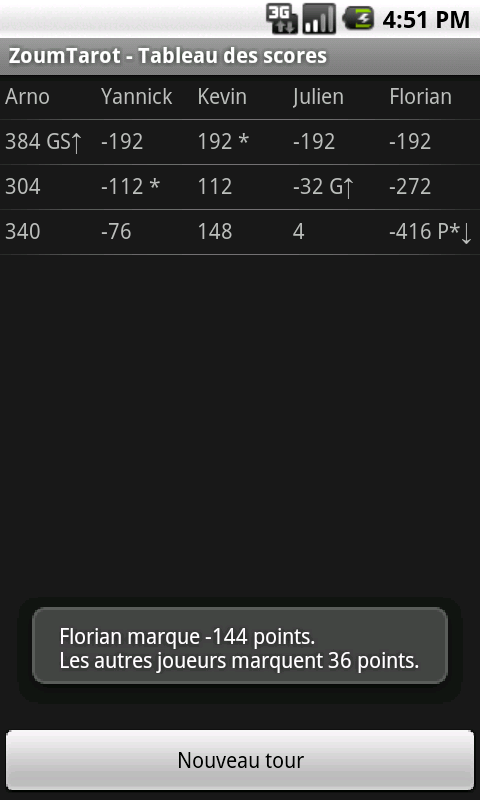 3G 4:51 PM
ZoumTarot - Tableau des scores
Arno Yannick Kevin Julien Florian
384 GS↑ -192 192 * -192 -192
304 -112 * 112 -32 G↑ -272
340 -76 148 4 -416 P*↓
Florian marque -144 points.
Les autres joueurs marquent 36 points.
Nouveau tour